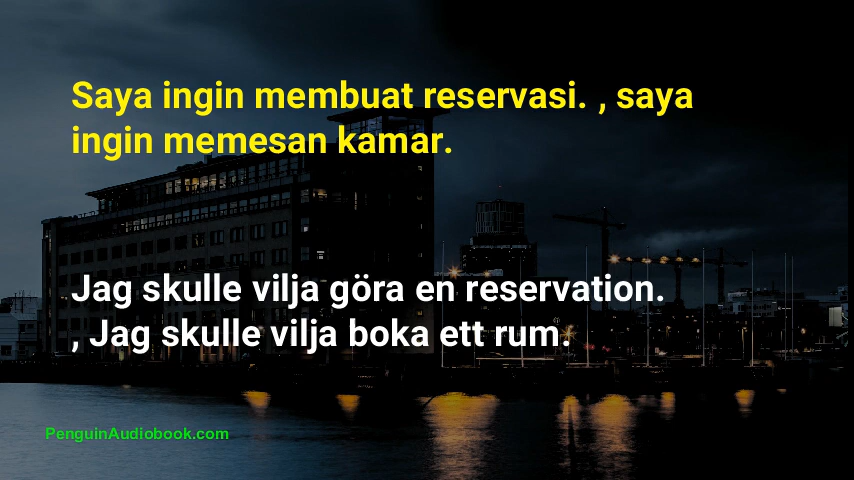 Saya ingin membuat reservasi. , saya
ingin memesan kamar.
Jag skulle vilja göra en reservation.
, Jag skulle vilja boka ett rum.
PenguinAudiobook.com